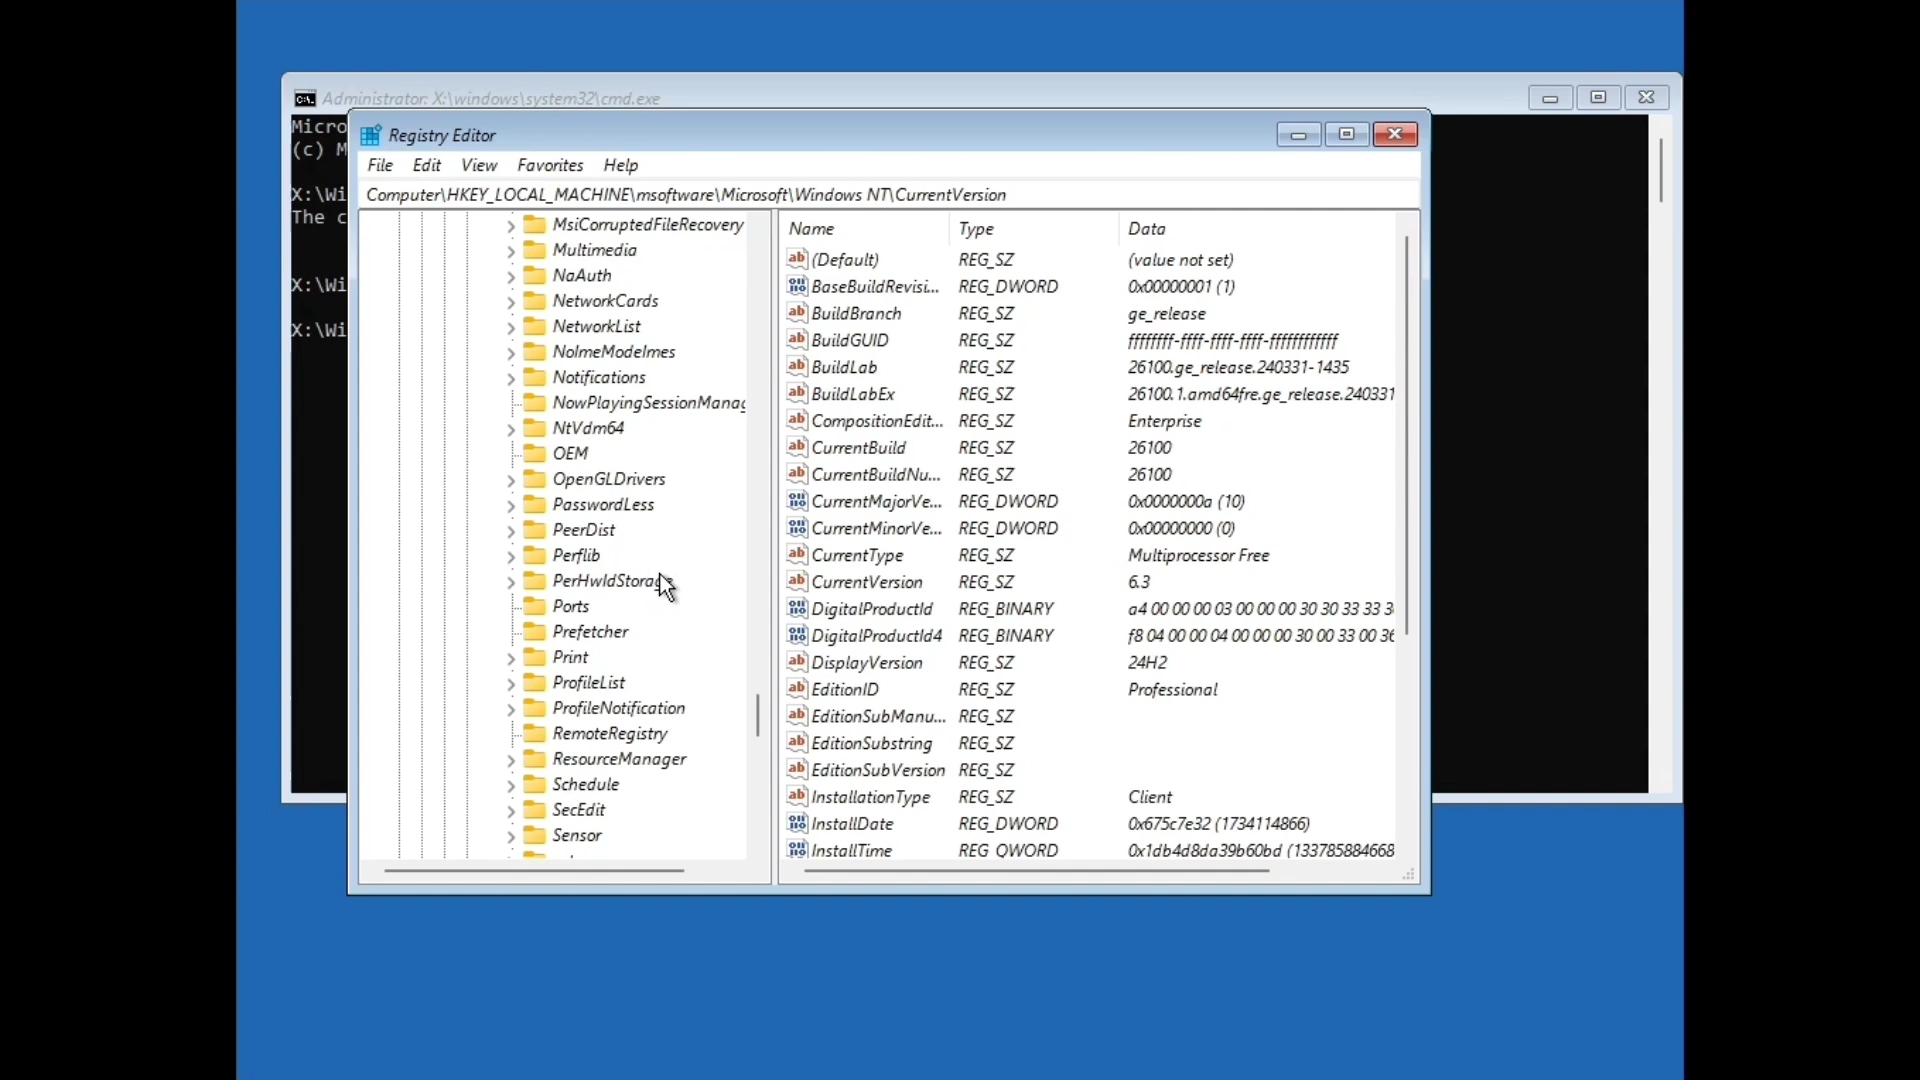 Administrator: X:\windows\system32\cmd.exe
Micro
(c) M
X:\Wi
The c
X:\Wi
X:\Wi
Registry Editor
File Edit View Favorites Help
Computer\HKEY_LOCAL_MACHINE\msoftware\Microsoft\Windows NT\CurrentVersion
MsiCorruptedFileRecovery
Multimedia
NaAuth
NetworkCards
NetworkList
NoImeModeImes
Notifications
NowPlayingSessionManag
NtVdm64
OEM
OpenGLDrivers
PasswordLess
PeerDist
Perflib
PerHwIdStorage
Ports
Prefetcher
Print
ProfileList
ProfileNotification
RemoteRegistry
ResourceManager
Schedule
SecEdit
Sensor
Name Type Data
(Default) REG_SZ (value not set)
BaseBuildRevisi... REG_DWORD 0x00000001 (1)
BuildBranch REG_SZ ge_release
BuildGUID REG_SZ ffffffff-ffff-ffff-ffff-ffffffffffff
BuildLab REG_SZ 26100.ge_release.240331-1435
BuildLabEx REG_SZ 26100.1.amd64fre.ge_release.240331
CompositionEdit... REG_SZ Enterprise
CurrentBuild REG_SZ 26100
CurrentBuildNu... REG_SZ 26100
CurrentMajorVe... REG_DWORD 0x0000000a (10)
CurrentMinorVe... REG_DWORD 0x00000000 (0)
CurrentType REG_SZ Multiprocessor Free
CurrentVersion REG_SZ 6.3
DigitalProductId REG_BINARY a4 00 00 00 03 00 00 00 30 30 33 33 3
DigitalProductId4 REG_BINARY f8 04 00 00 04 00 00 00 30 00 33 00 36
DisplayVersion REG_SZ 24H2
EditionID REG_SZ Professional
EditionSubManu... REG_SZ
EditionSubstring REG_SZ
EditionSubVersion REG_SZ
InstallationType REG_SZ Client
InstallDate REG_DWORD 0x675c7e32 (1734114866)
InstallTime REG_QWORD 0x1db4d8da39b60bd (133785884668